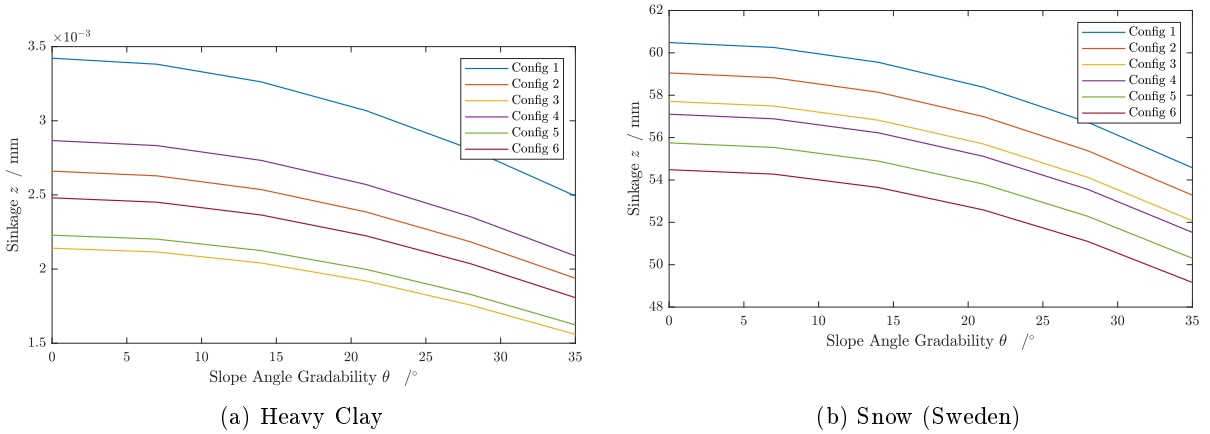 ×10⁻³
3.5
3
2.5
2
1.5
Sinkage z / mm
0 5 10 15 20 25 30 35
Slope Angle Gradability θ /°
Config 1
Config 2
Config 3
Config 4
Config 5
Config 6
(a) Heavy Clay
62
60
58
56
54
52
50
48
Sinkage z / mm
0 5 10 15 20 25 30 35
Slope Angle Gradability θ /°
Config 1
Config 2
Config 3
Config 4
Config 5
Config 6
(b) Snow (Sweden)